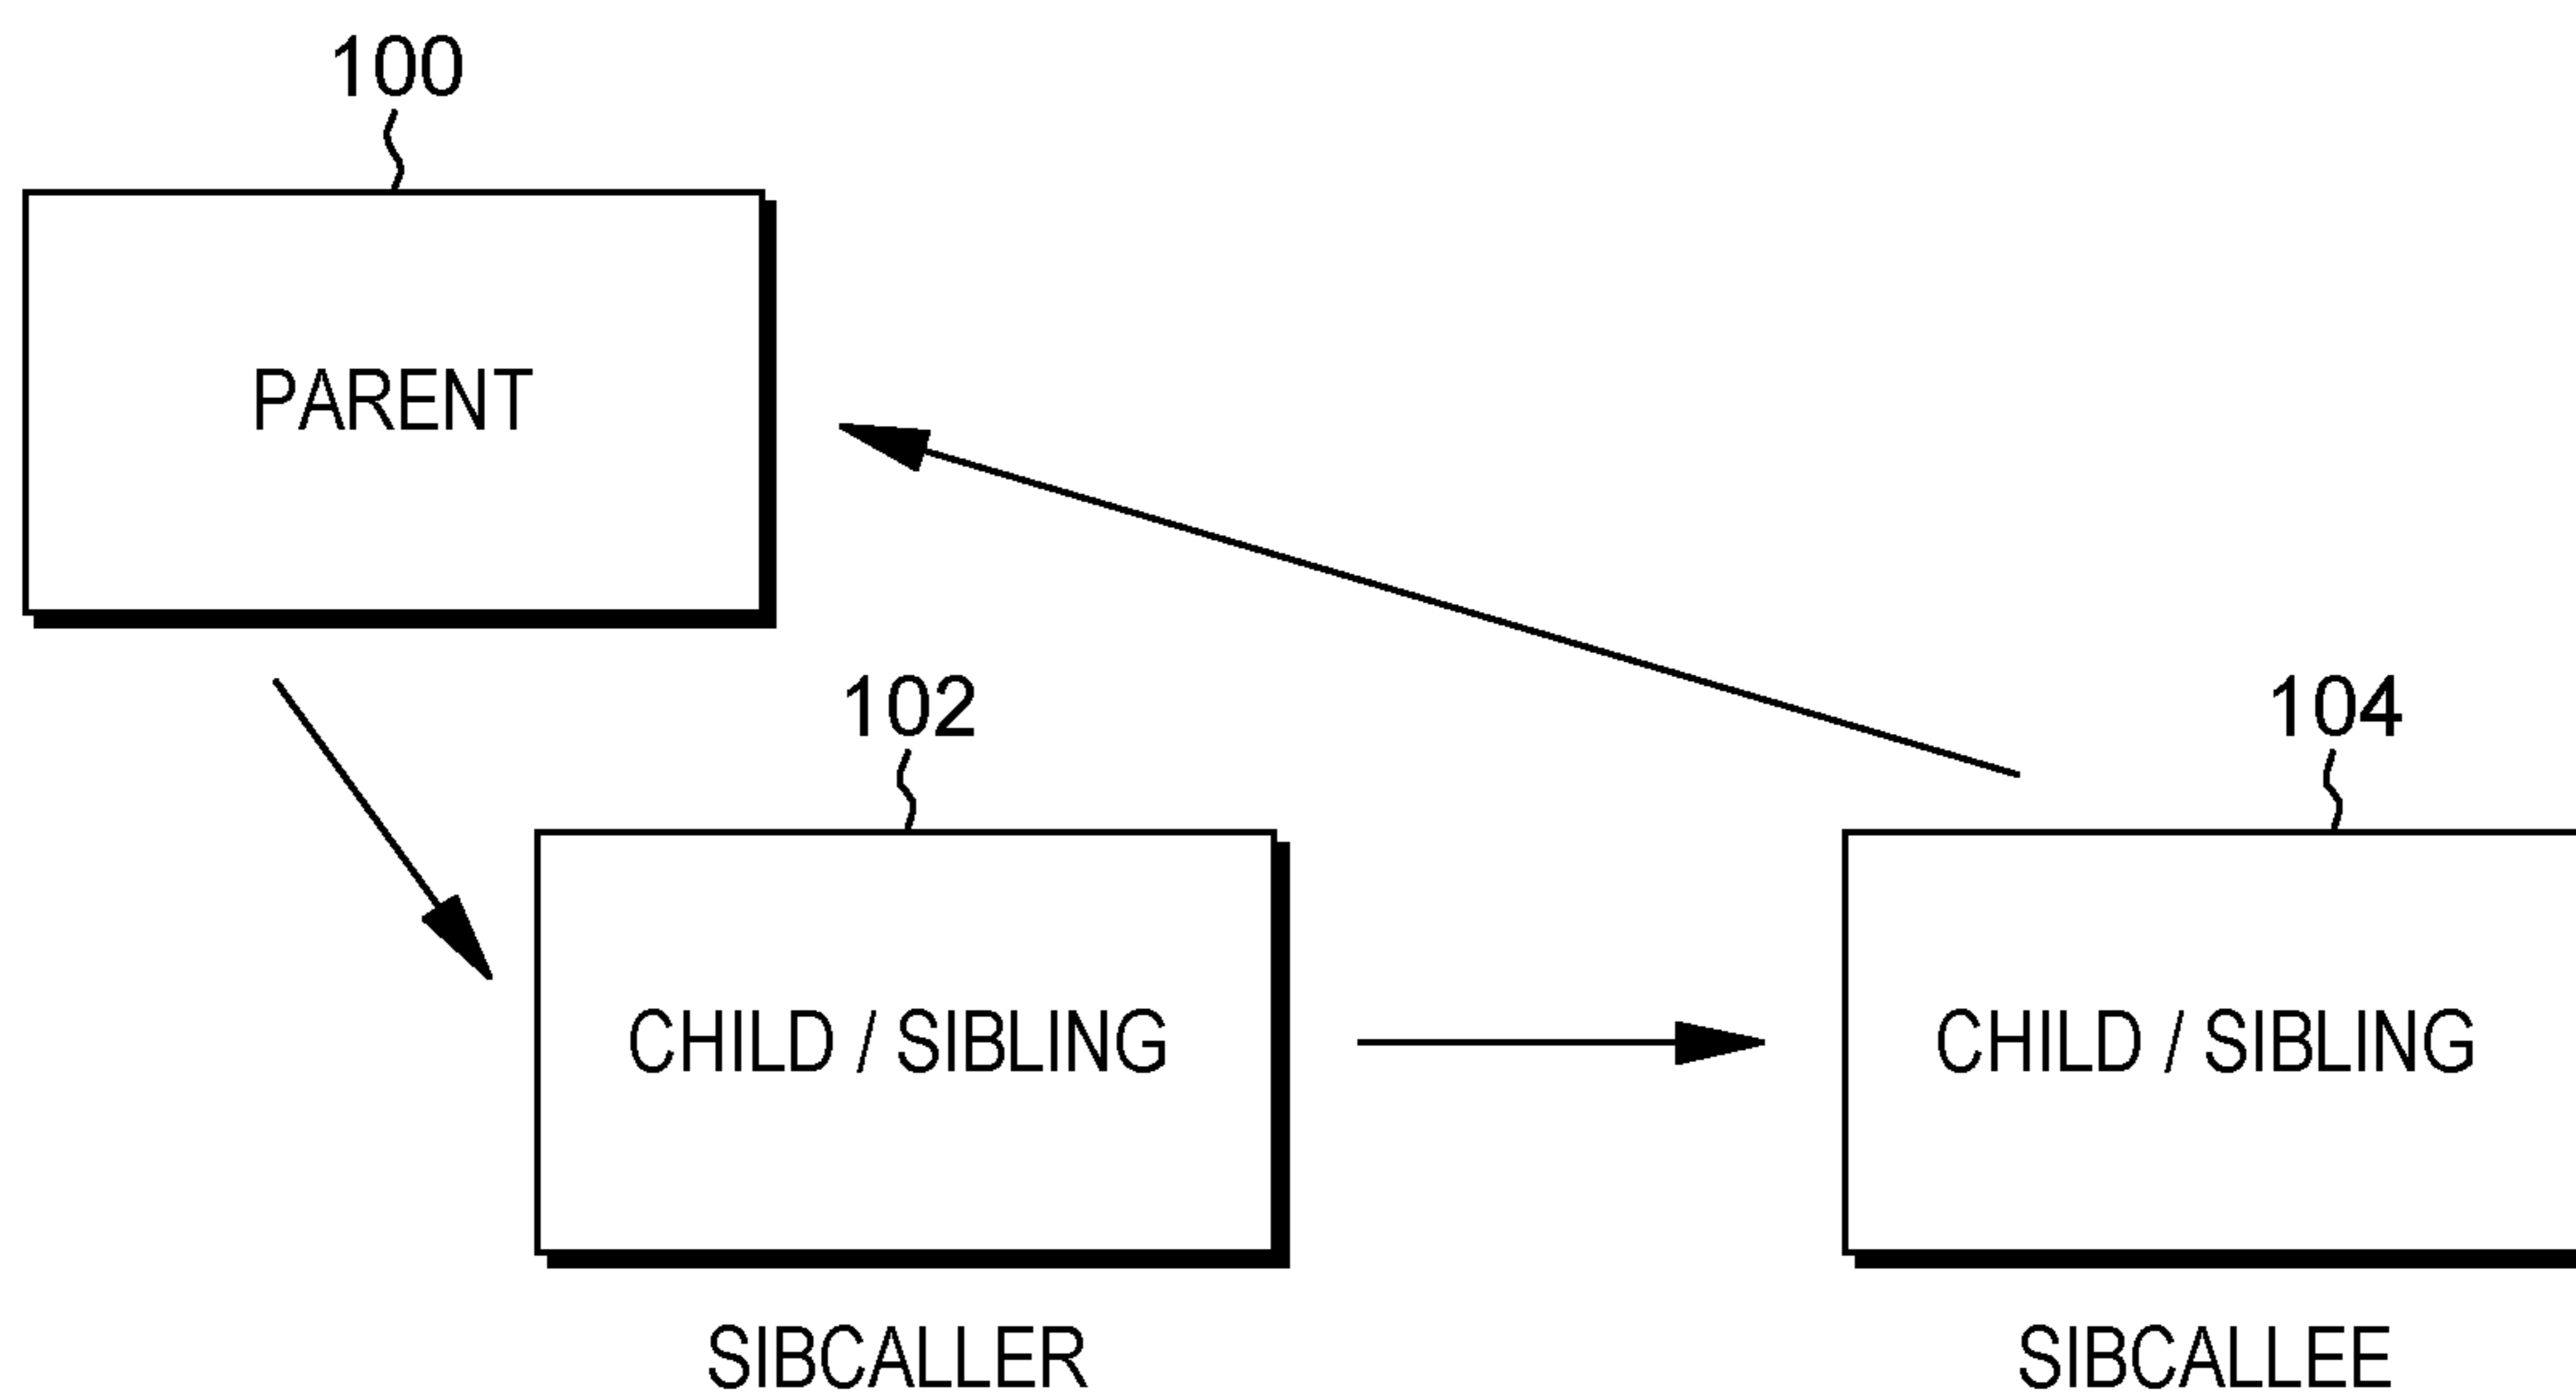 100
PARENT
102
104
CHILD / SIBLING
CHILD / SIBLING
SIBCALLER
SIBCALLEE